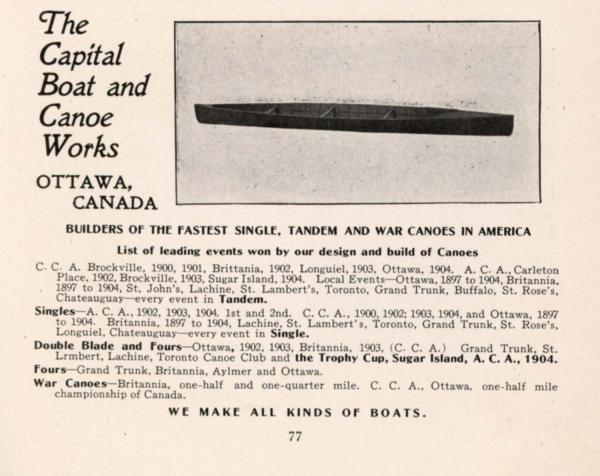 The
Capital
Boat and
Canoe
Works
OTTAWA,
CANADA
BUILDERS OF THE FASTEST SINGLE, TANDEM AND WAR CANOES IN AMERICA
List of leading events won by our design and build of Canoes
C. C. A. Brockville, 1900, 1901, Brittania, 1902, Longuiel, 1903, Ottawa, 1904. A. C. A., Carleton
Place, 1902, Brockville, 1903, Sugar Island, 1904. Local Events—Ottawa, 1897 to 1904, Britannia,
1897 to 1904, St, John's, Lachine, St. Lambert's, Toronto, Grand Trunk, Buffalo, St. Rose's,
Chateauguay—every event in Tandem.
Singles—A. C. A., 1902, 1903, 1904. 1st and 2nd. C. C. A., 1900, 1902; 1903, 1904, and Ottawa, 1897
to 1904. Britannia, 1897 to 1904, Lachine, St. Lambert's, Toronto, Grand Trunk, St. Rose's,
Longuiel, Chateauguay—every event in Single.
Double Blade and Fours—Ottawa, 1902, 1903, Britannia, 1903, (C. C. A.) Grand Trunk, St.
Lrmbert, Lachine, Toronto Canoe Club and the Trophy Cup, Sugar Island, A. C. A., 1904.
Fours—Grand Trunk, Britannia, Aylmer and Ottawa.
War Canoes—Britannia, one-half and one-quarter mile. C. C. A., Ottawa, one-half mile
championship of Canada.
WE MAKE ALL KINDS OF BOATS.
77